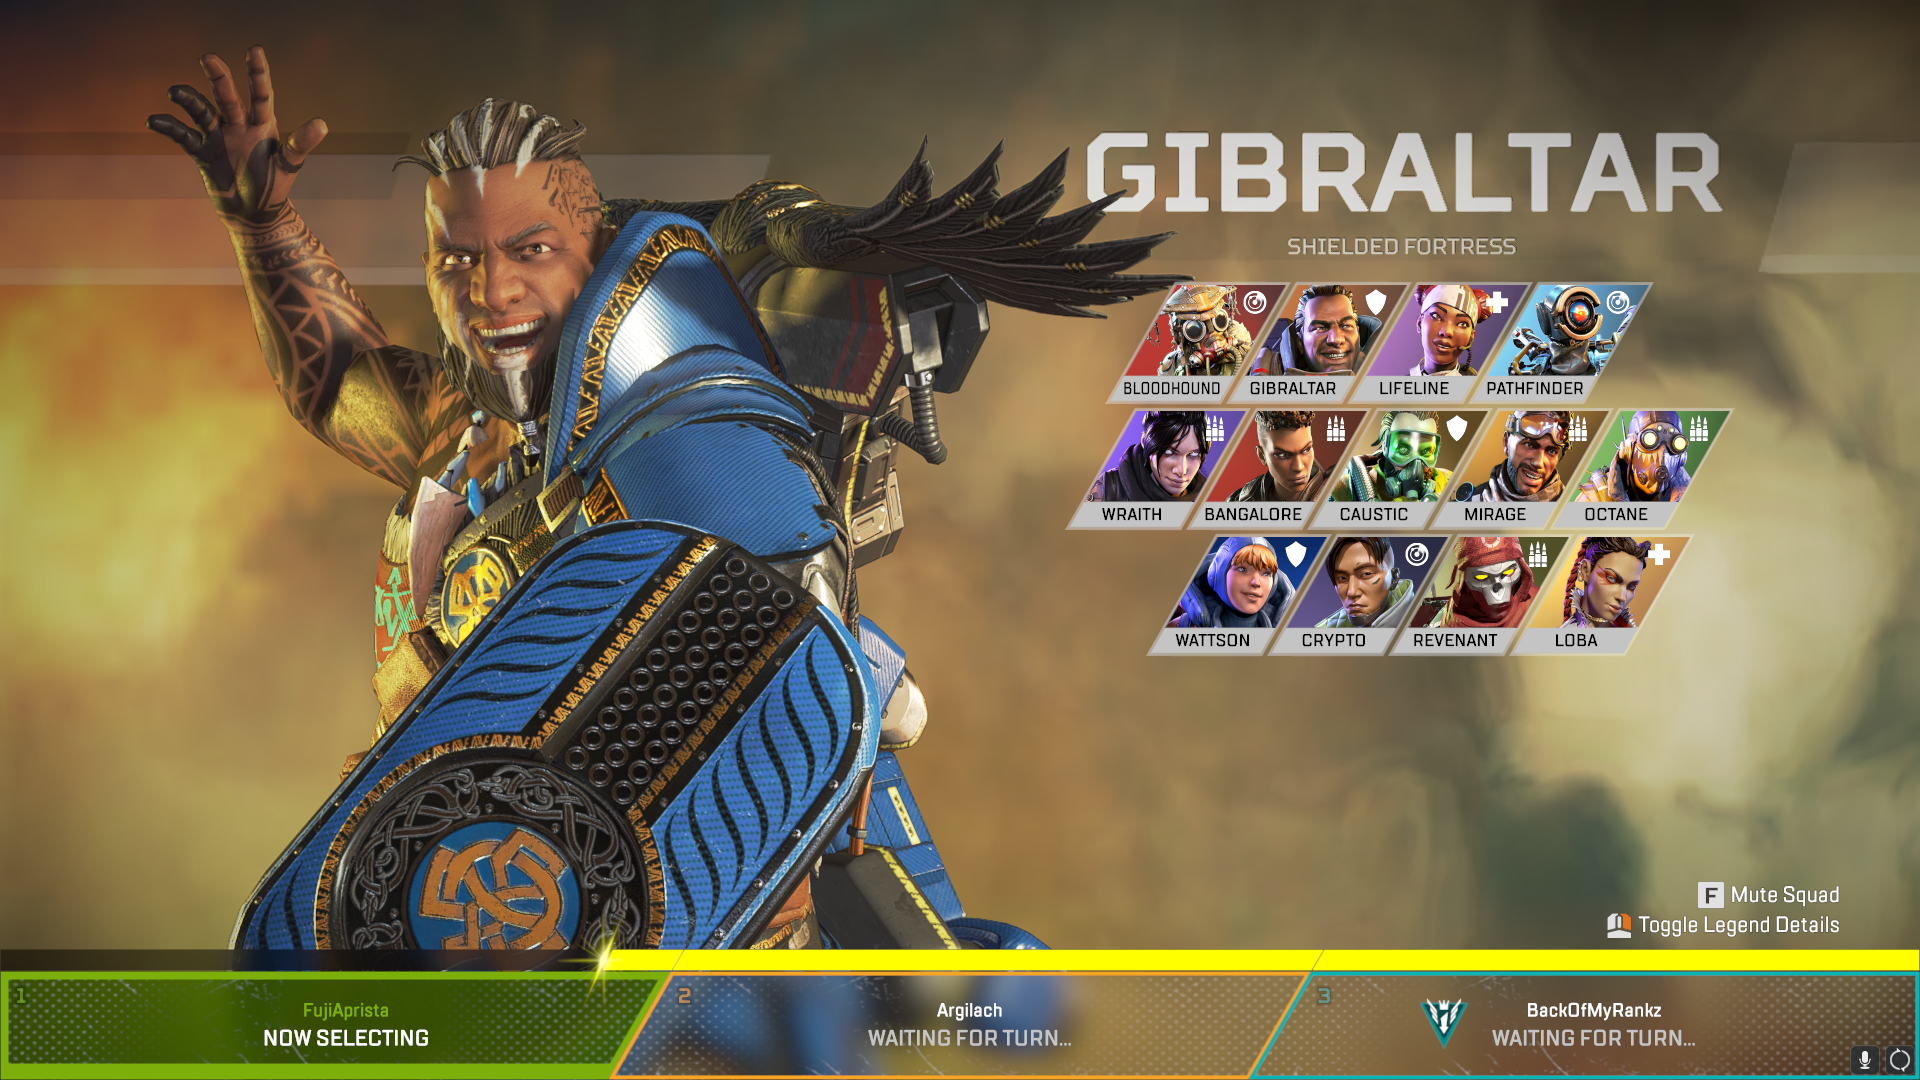 GIBRALTAR
SHIELDED FORTRESS
BLOODHOUND
GIBRALTAR
LIFELINE
PATHFINDER
WRAITH
BANGALORE
CAUSTIC
MIRAGE
OCTANE
WATTSON
CRYPTO
REVENANT
LOBA
F Mute Squad
Toggle Legend Details
1
FujiAprista
NOW SELECTING
2
Argilach
WAITING FOR TURN...
3
BackOfMyRankz
WAITING FOR TURN...